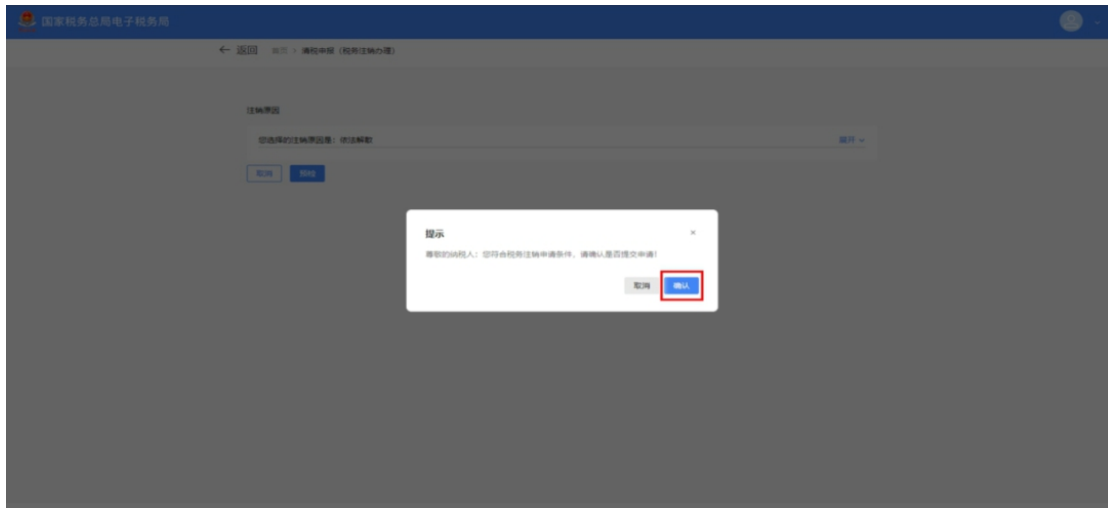 国家税务总局电子税务局
← 返回 首页 > 清税申报（税务注销办理）
注销原因
您选择的注销原因是：依法解散 展开
取消 预检
提示 ×
尊敬的纳税人：您符合税务注销申请条件，请确认是否提交申请！
取消 确认